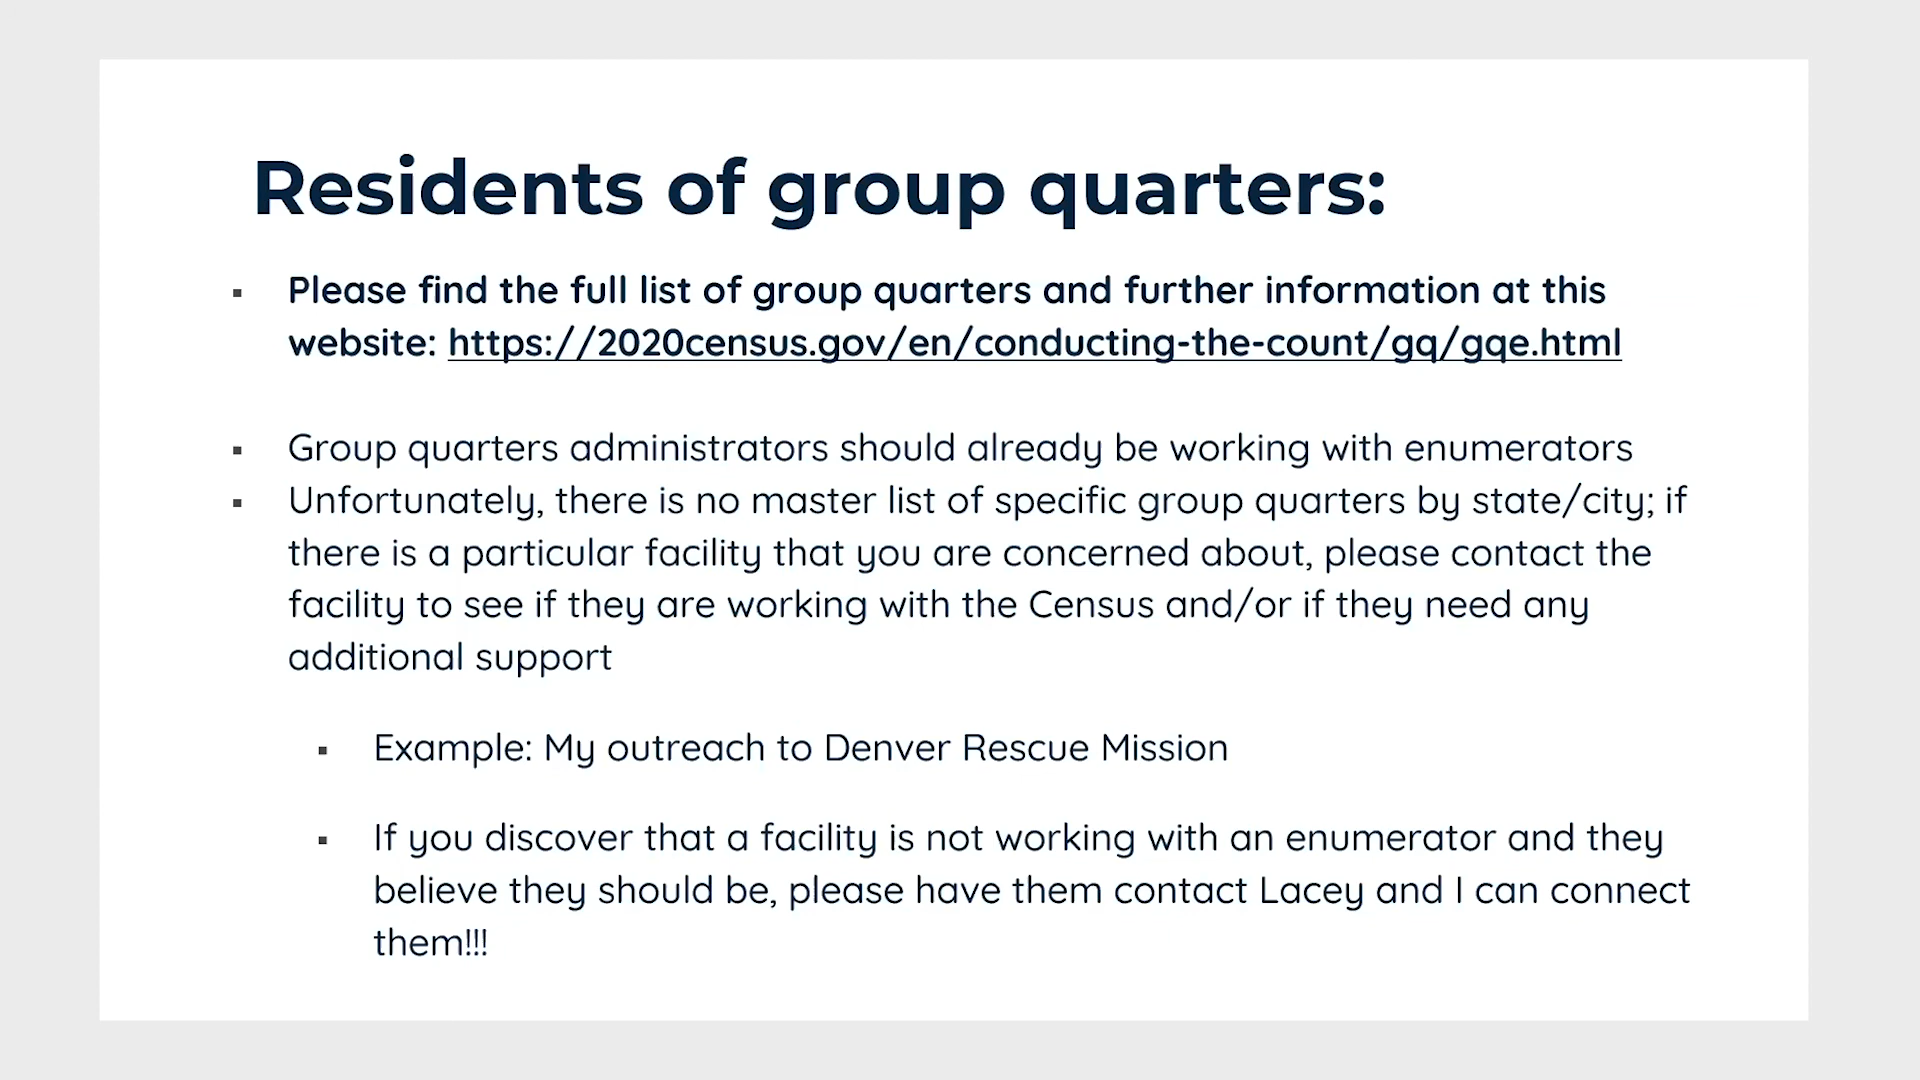 Residents of group quarters:
▪ Please find the full list of group quarters and further information at this
website: https://2020census.gov/en/conducting-the-count/gq/gqe.html
▪ Group quarters administrators should already be working with enumerators
▪ Unfortunately, there is no master list of specific group quarters by state/city; if
there is a particular facility that you are concerned about, please contact the
facility to see if they are working with the Census and/or if they need any
additional support
▪ Example: My outreach to Denver Rescue Mission
▪ If you discover that a facility is not working with an enumerator and they
believe they should be, please have them contact Lacey and I can connect
them!!!